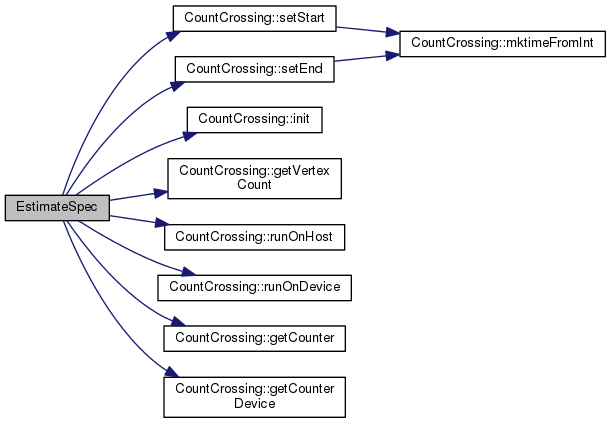 CountCrossing::setStart
CountCrossing::mktimeFromInt
CountCrossing::setEnd
CountCrossing::init
CountCrossing::getVertex
Count
EstimateSpec
CountCrossing::runOnHost
CountCrossing::runOnDevice
CountCrossing::getCounter
CountCrossing::getCounter
Device